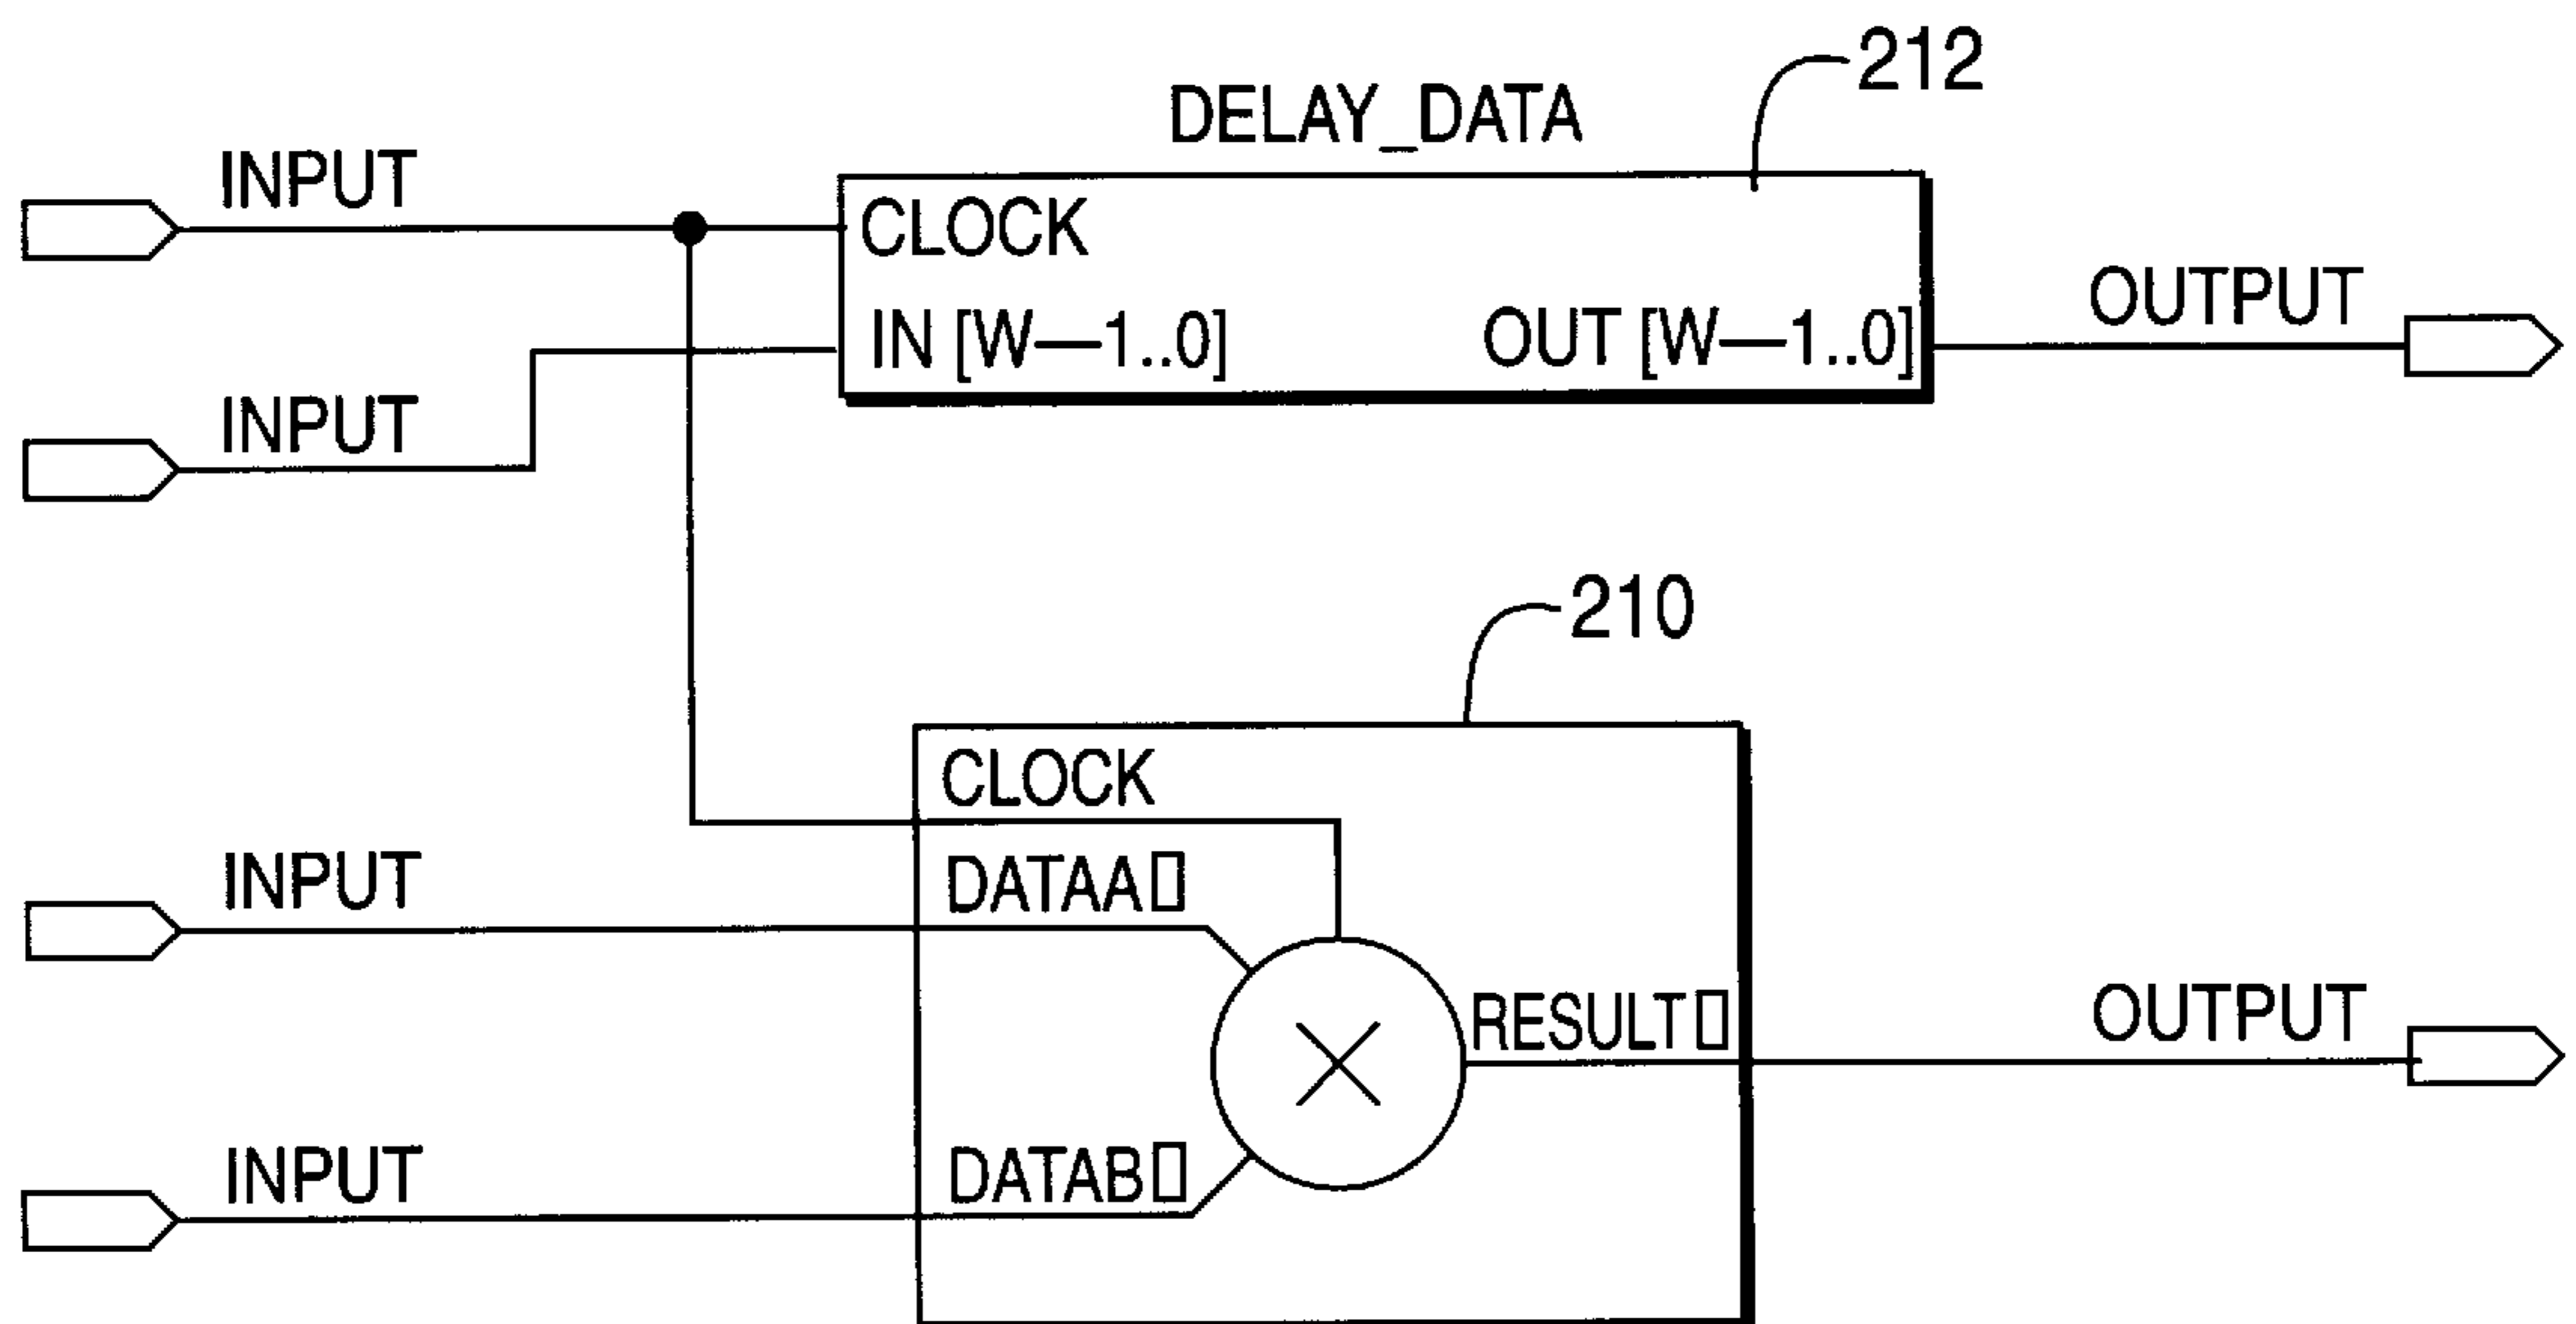 212
DELAY_DATA
INPUT
CLOCK
IN [W—1..0]
OUT [W—1..0]
OUTPUT
INPUT
210
CLOCK
INPUT
DATAA[]
RESULT[]
OUTPUT
INPUT
DATAB[]